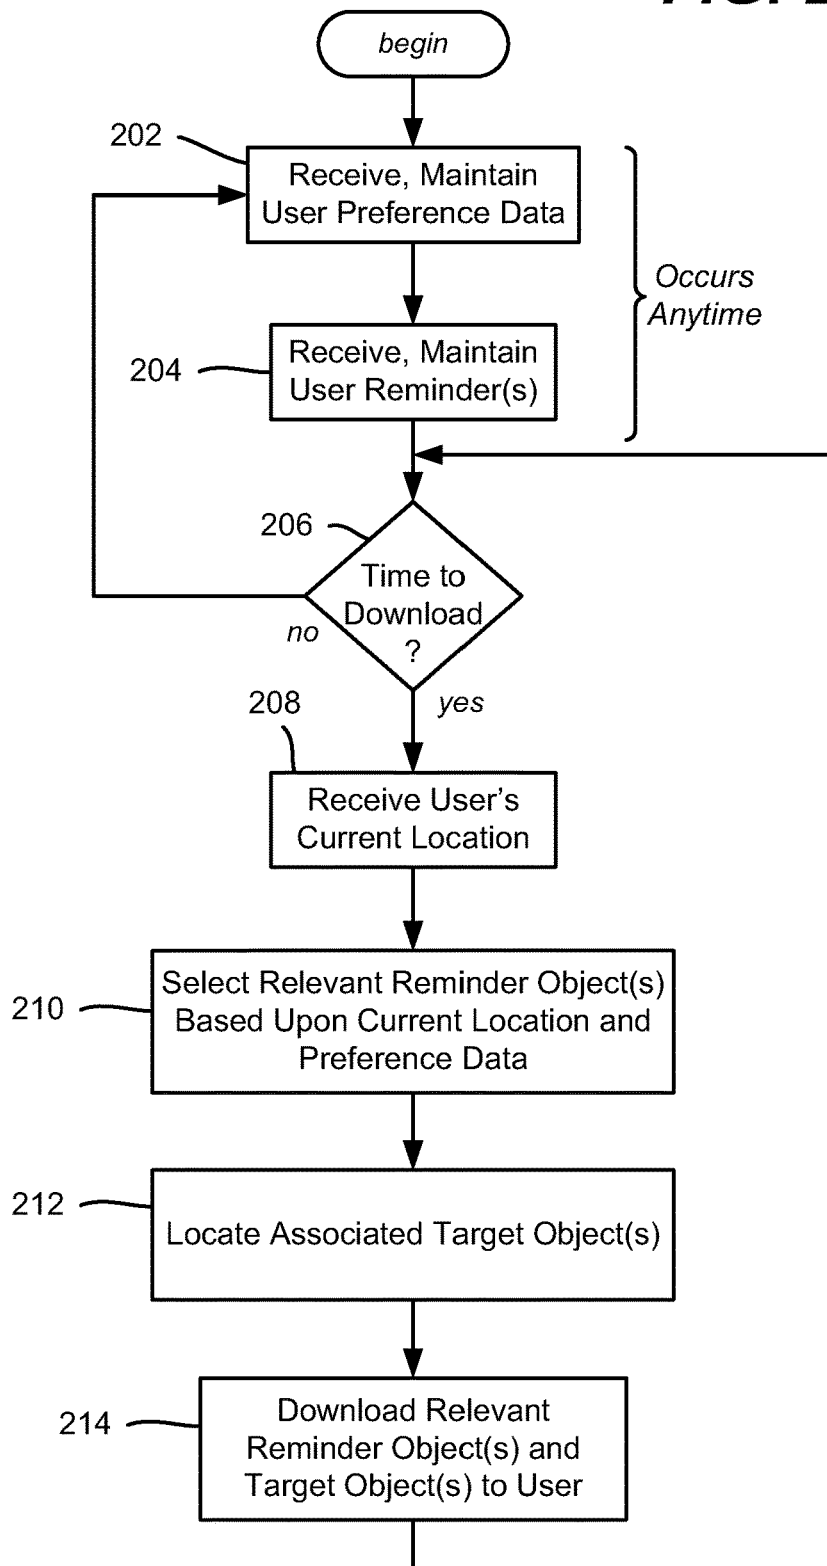 begin
202
Receive, Maintain
User Preference Data
Occurs
Anytime
204
Receive, Maintain
User Reminder(s)
206
Time to
Download
?
no
yes
208
Receive User's
Current Location
210
Select Relevant Reminder Object(s)
Based Upon Current Location and
Preference Data
212
Locate Associated Target Object(s)
214
Download Relevant
Reminder Object(s) and
Target Object(s) to User